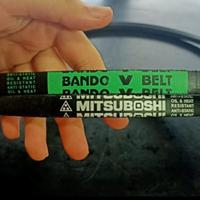 ANTI-STATIC
OIL & HEAT
RESISTANT
BANDO V BELT
ANTI-STATIC
OIL & HEAT
RESISTANT
MITSUBOSHI